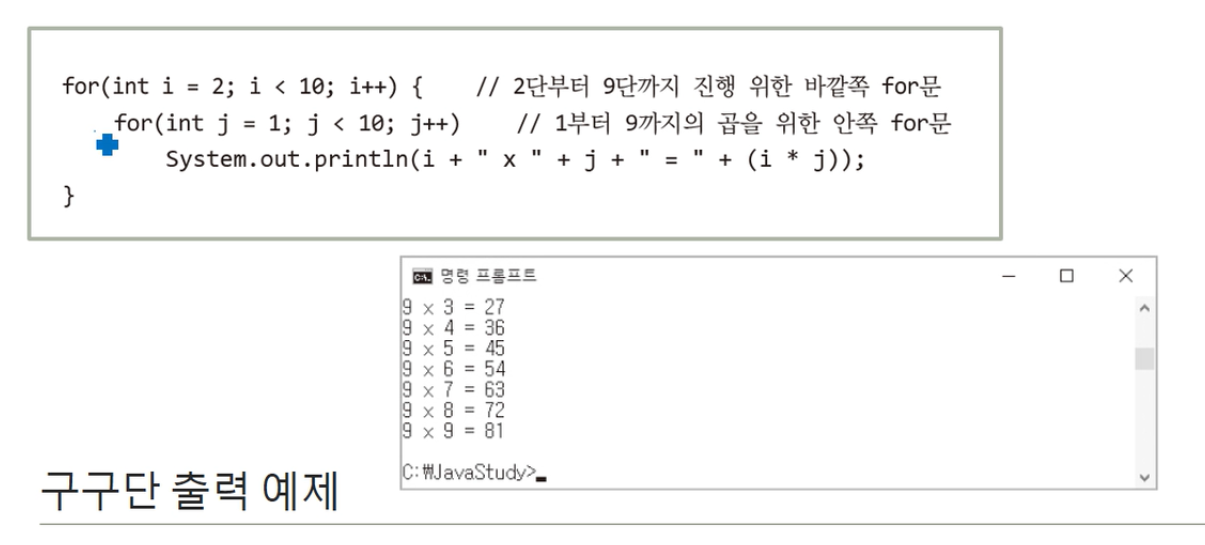 for(int i = 2; i < 10; i++) {    // 2단부터 9단까지 진행 위한 바깥쪽 for문
for(int j = 1; j < 10; j++)    // 1부터 9까지의 곱을 위한 안쪽 for문
System.out.println(i + " x " + j + " = " + (i * j));
}
명령 프롬프트
9 x 3 = 27
9 x 4 = 36
9 x 5 = 45
9 x 6 = 54
9 x 7 = 63
9 x 8 = 72
9 x 9 = 81
C:₩JavaStudy>_
구구단 출력 예제